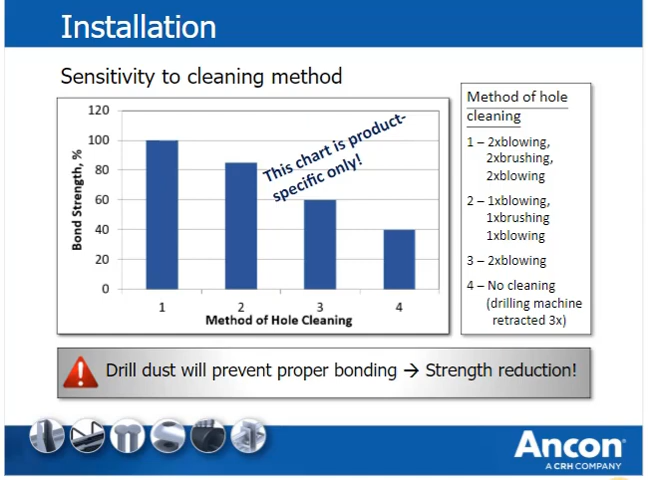 Installation
Sensitivity to cleaning method
120
100
80
60
40
20
0
Bond Strength, %
This chart is product-
specific only!
1 2 3 4
Method of Hole Cleaning
Method of hole
cleaning
1 – 2xblowing,
2xbrushing,
2xblowing
2 – 1xblowing,
1xbrushing
1xblowing
3 – 2xblowing
4 – No cleaning
(drilling machine
retracted 3x)
Drill dust will prevent proper bonding → Strength reduction!
Ancon®
A CRH COMPANY